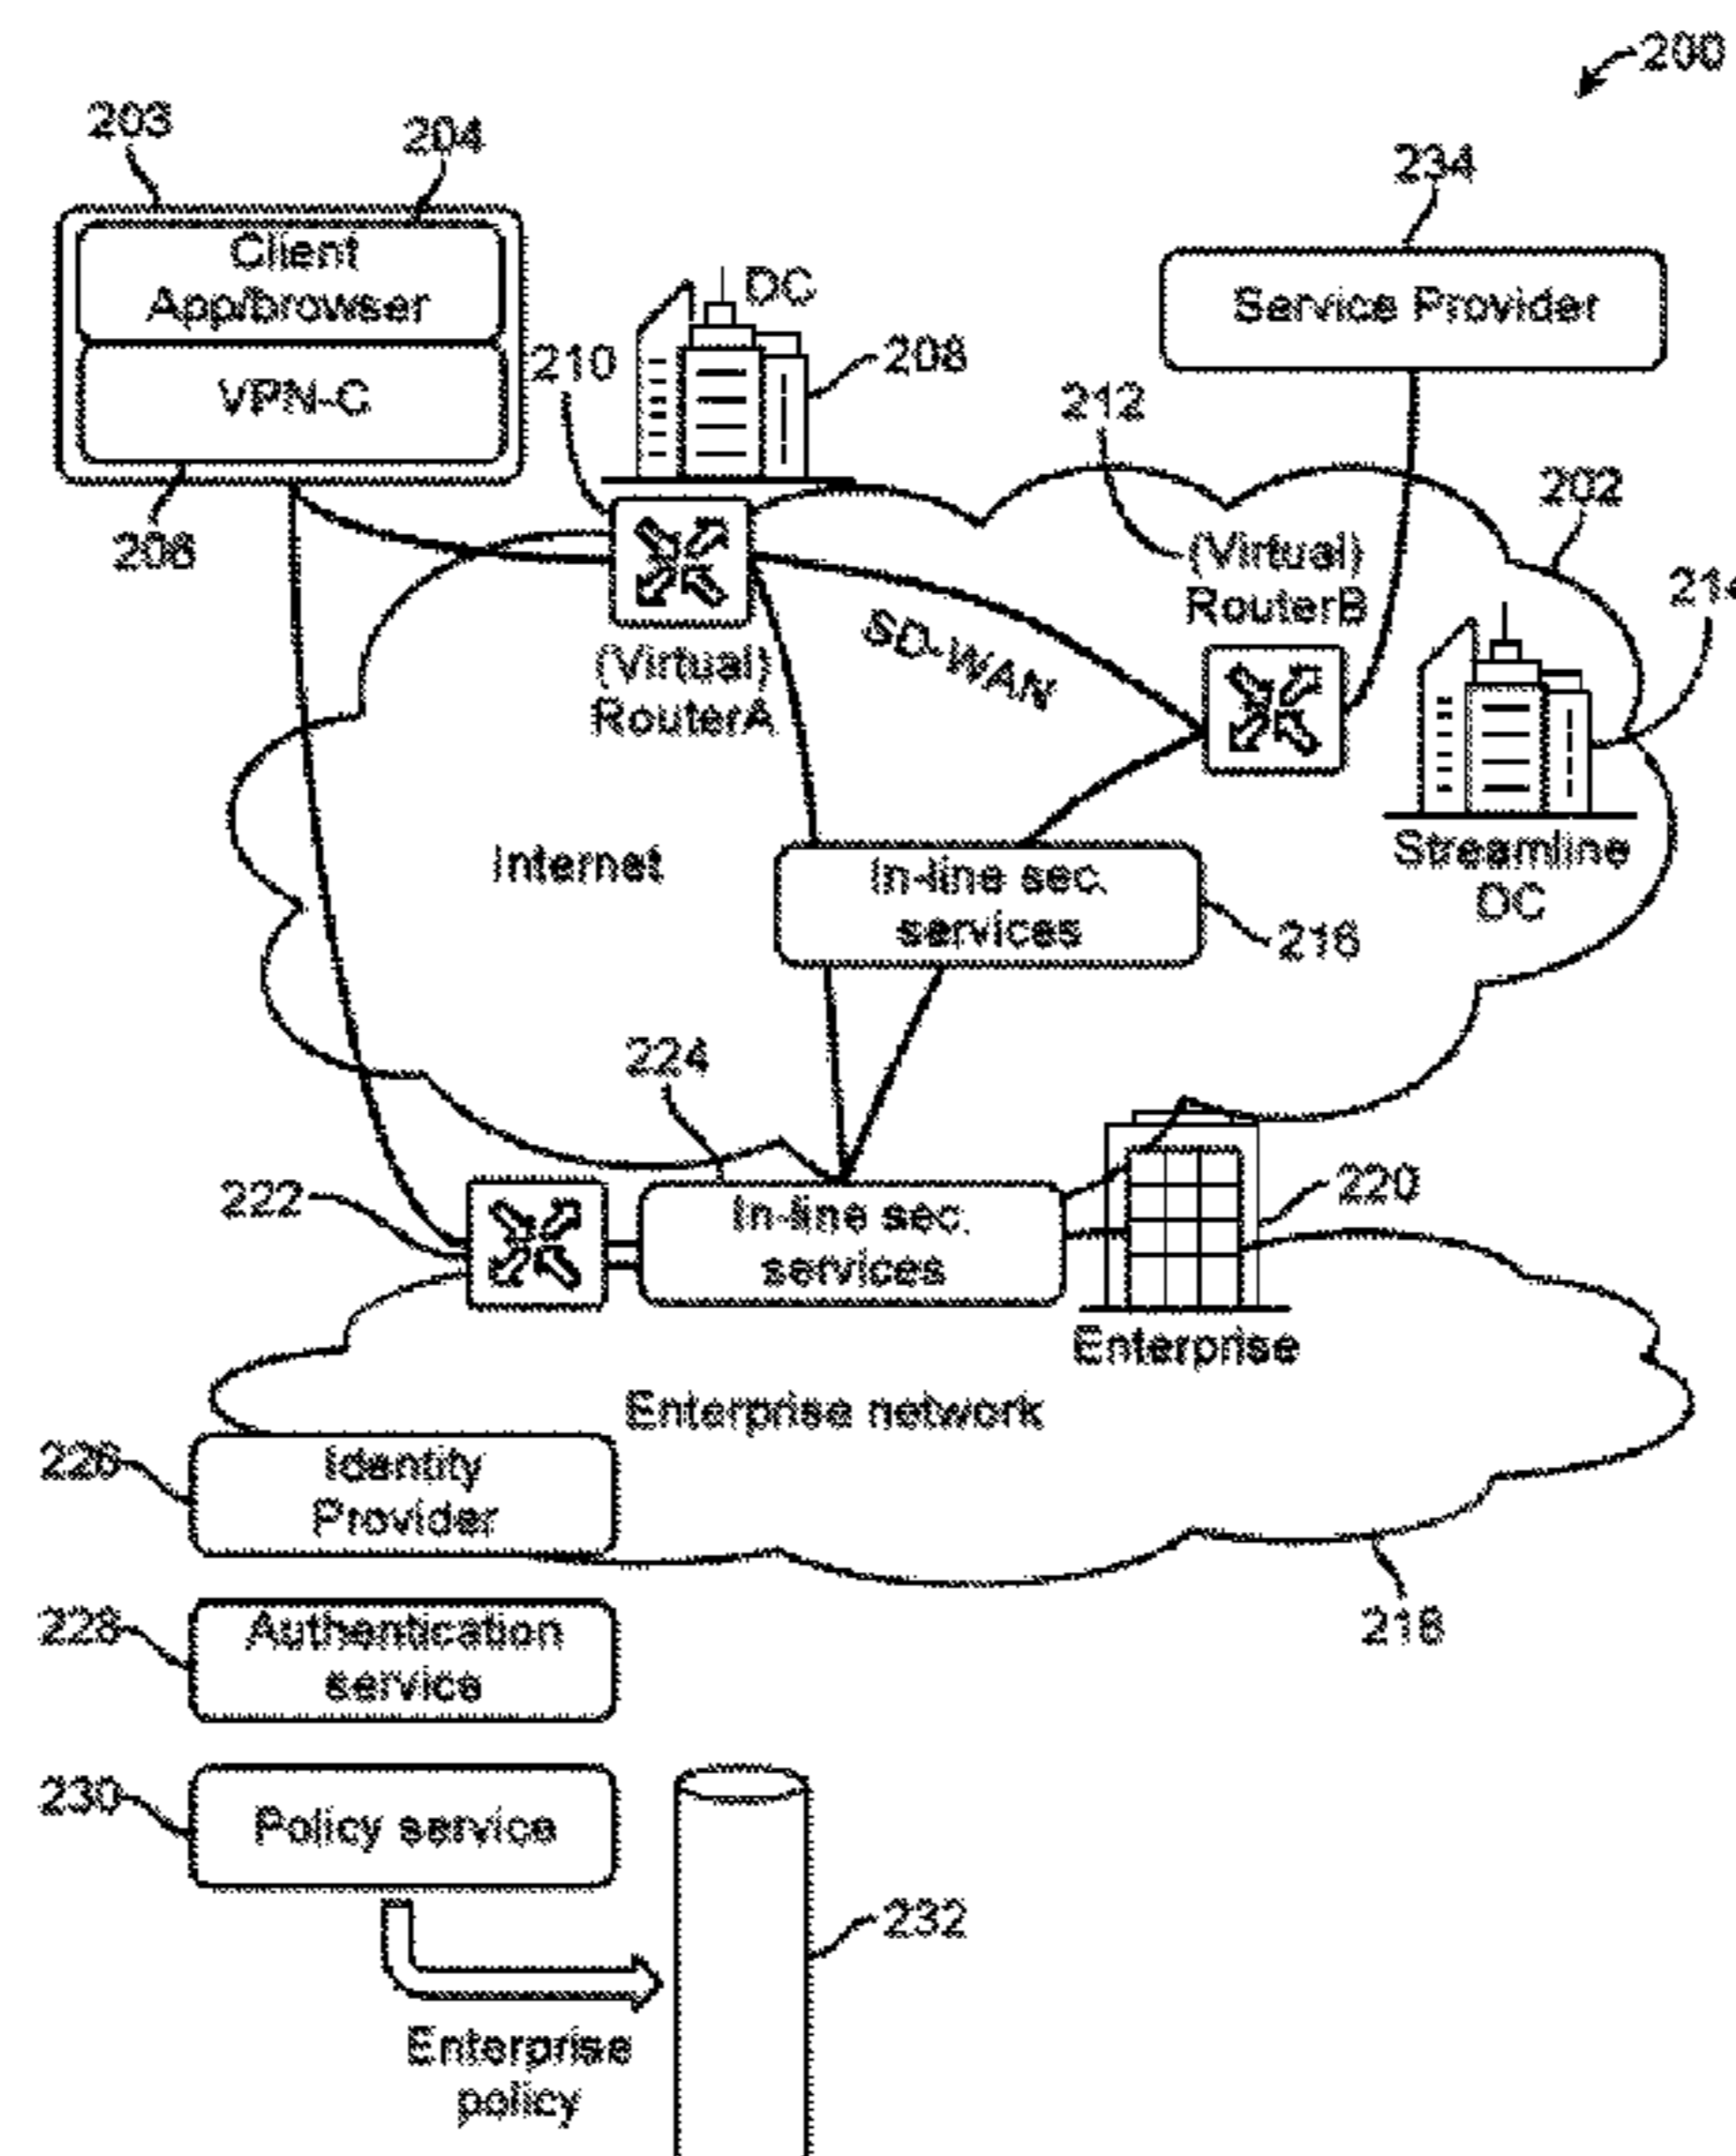 200
203
204
234
Client
App/browser
DC
Service Provider
210
208
VPN-C
212
202
206
(Virtual)
RouterB
SD-WAN
(Virtual)
RouterA
Internet
In-line sec.
services
Streamline
DC
216
224
222
In-line sec.
services
220
Enterprise
Enterprise network
226
Identity
Provider
218
228
Authentication
service
230
Policy service
232
Enterprise
policy